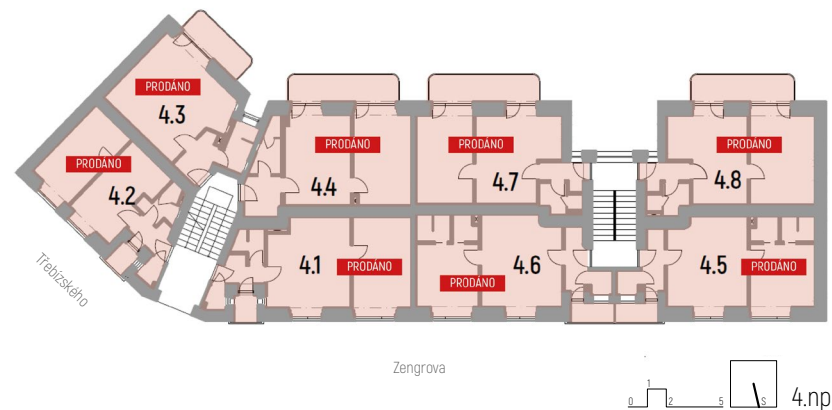 PRODÁNO
4.3
PRODÁNO
4.2
PRODÁNO
4.4
PRODÁNO
4.7
PRODÁNO
4.8
4.1
PRODÁNO
4.6
PRODÁNO
4.5
PRODÁNO
Třebízského
Zengrova
0 1 2 5
S
4.np